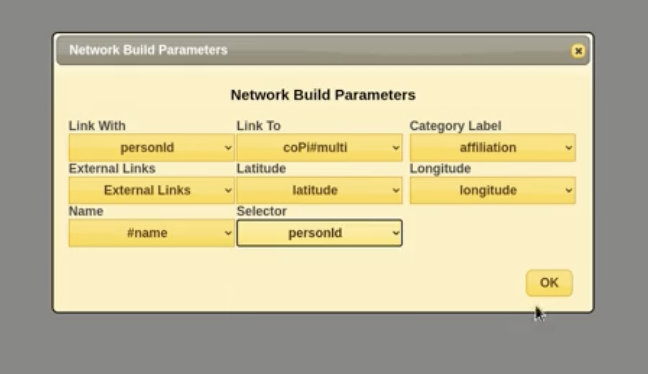 Network Build Parameters
Network Build Parameters
Link With Link To Category Label
personId coPi#multi affiliation
External Links Latitude Longitude
External Links latitude longitude
Name Selector
#name personId
OK